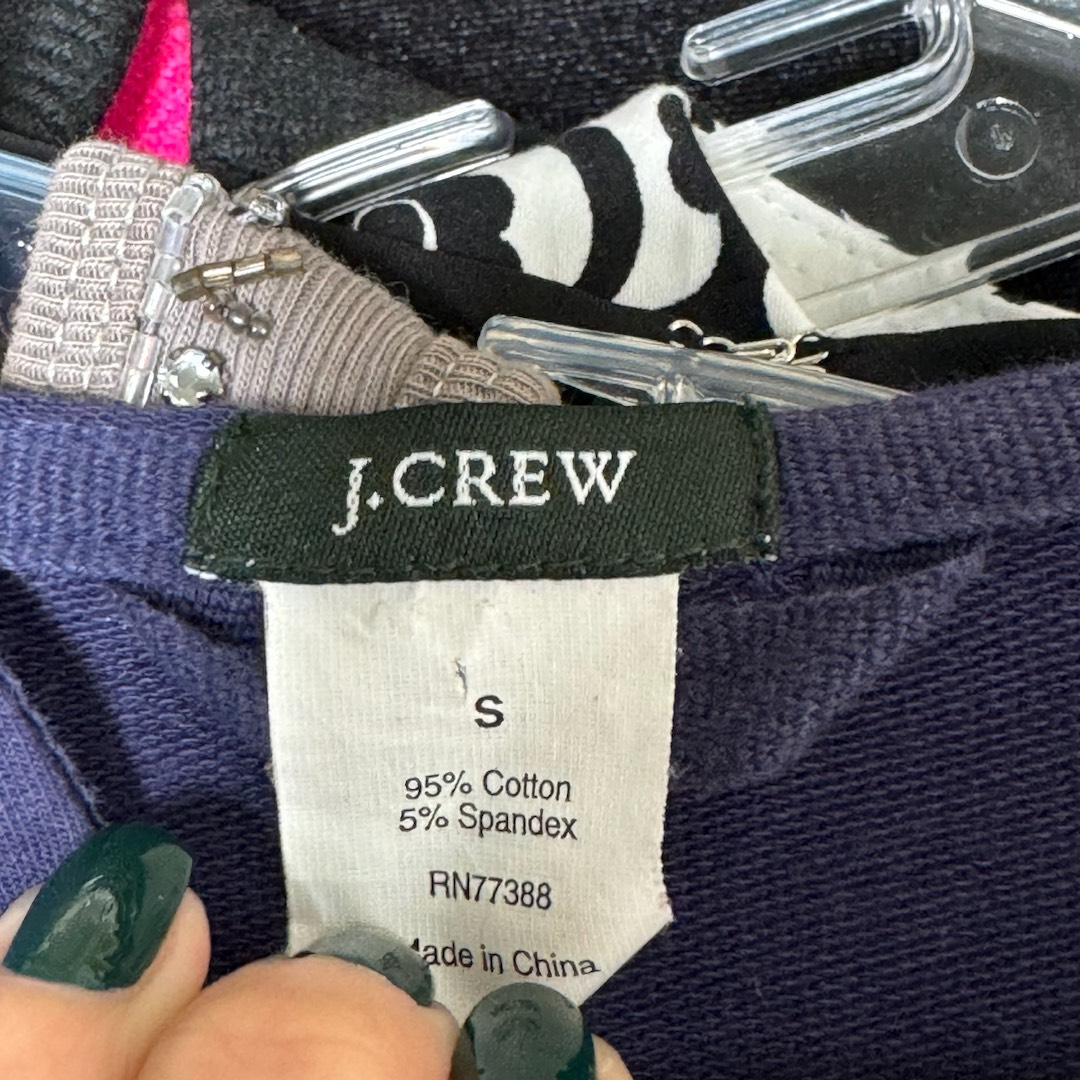 J.CREW
S
95% Cotton
5% Spandex
RN77388
Made in China